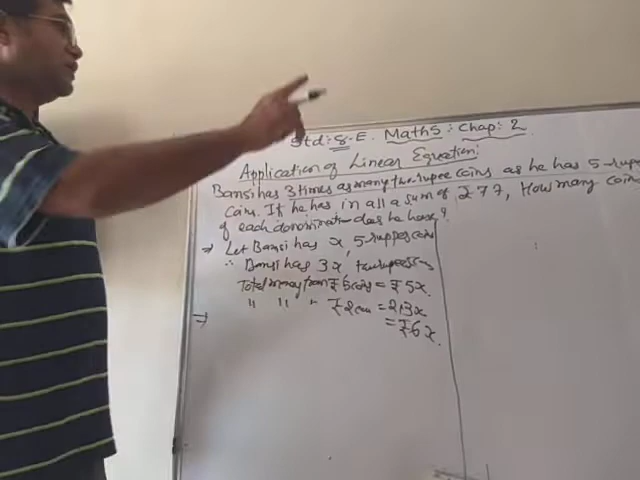 Std: 8-E. Maths: Chap: 2
Application of Linear Equation:
Bansi has 3 times as many two-rupee coins as he has 5-rupe
Coins. If he has in all a sum of ₹77, How many coins
of each denomination does he have?
⇒ Let Bansi has x, 5-rupees coins
∴ Bansi has 3x two rupees coins
Total money from ₹ 5 coins = ₹5x.
" " " ₹2 coin = 2×3x
⇒ = ₹6x.